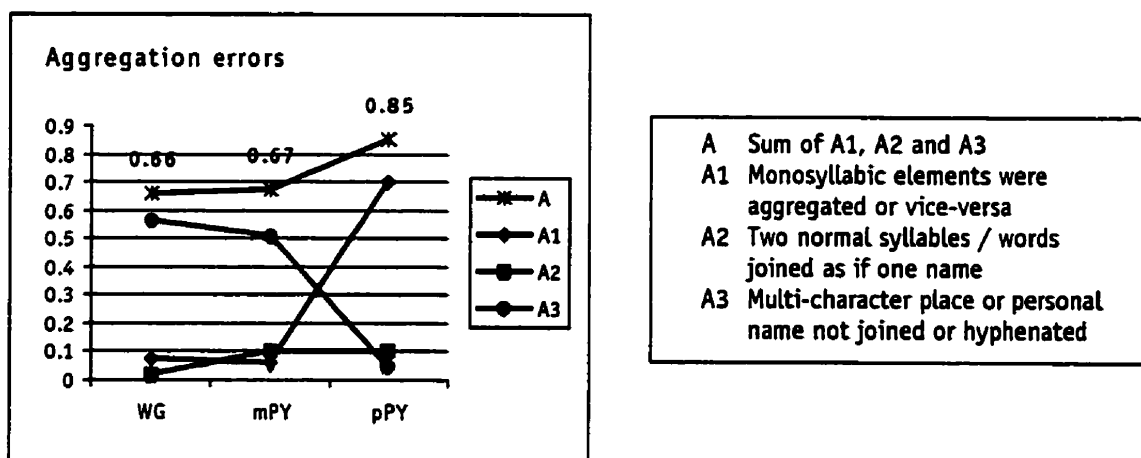 Aggregation errors
0.85
0.66
0.67
0.9
0.8
0.7
0.6
0.5
0.4
0.3
0.2
0.1
0
WG mPY pPY
A
A1
A2
A3
A Sum of A1, A2 and A3
A1 Monosyllabic elements were
aggregated or vice-versa
A2 Two normal syllables / words
joined as if one name
A3 Multi-character place or personal
name not joined or hyphenated